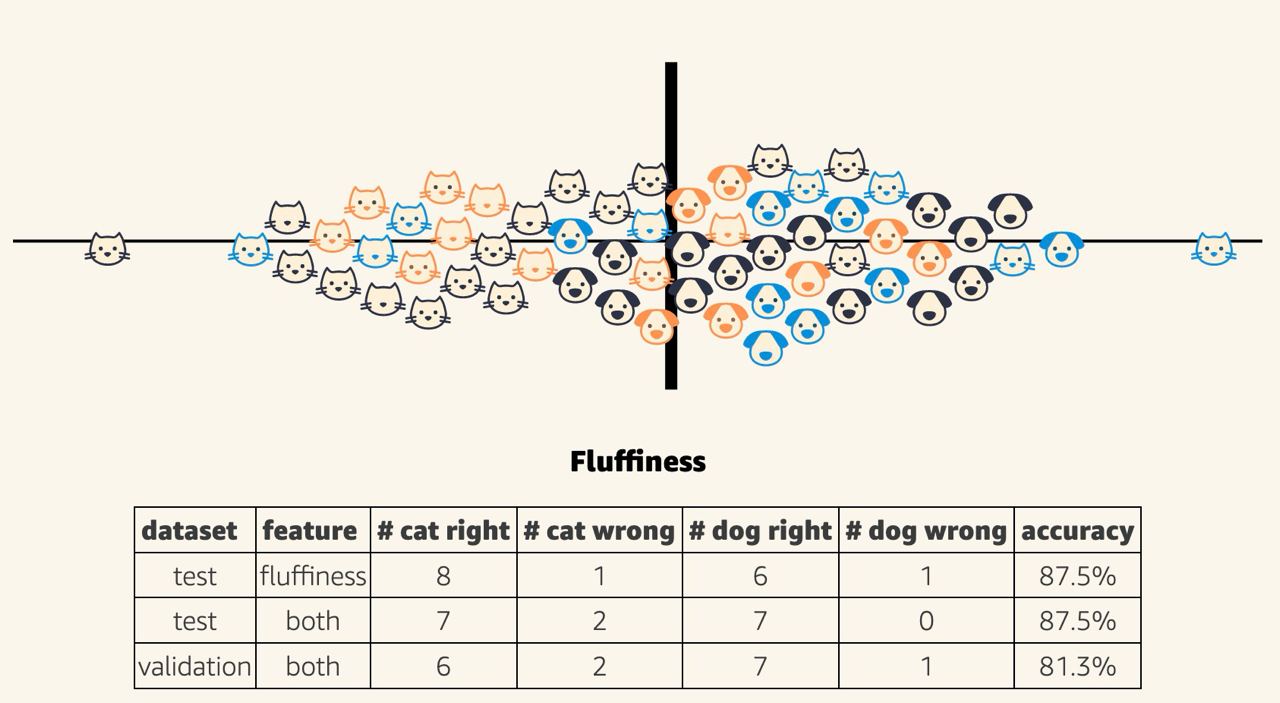 Fluffiness
dataset feature # cat right # cat wrong # dog right # dog wrong accuracy
test fluffiness 8 1 6 1 87.5%
test both 7 2 7 0 87.5%
validation both 6 2 7 1 81.3%